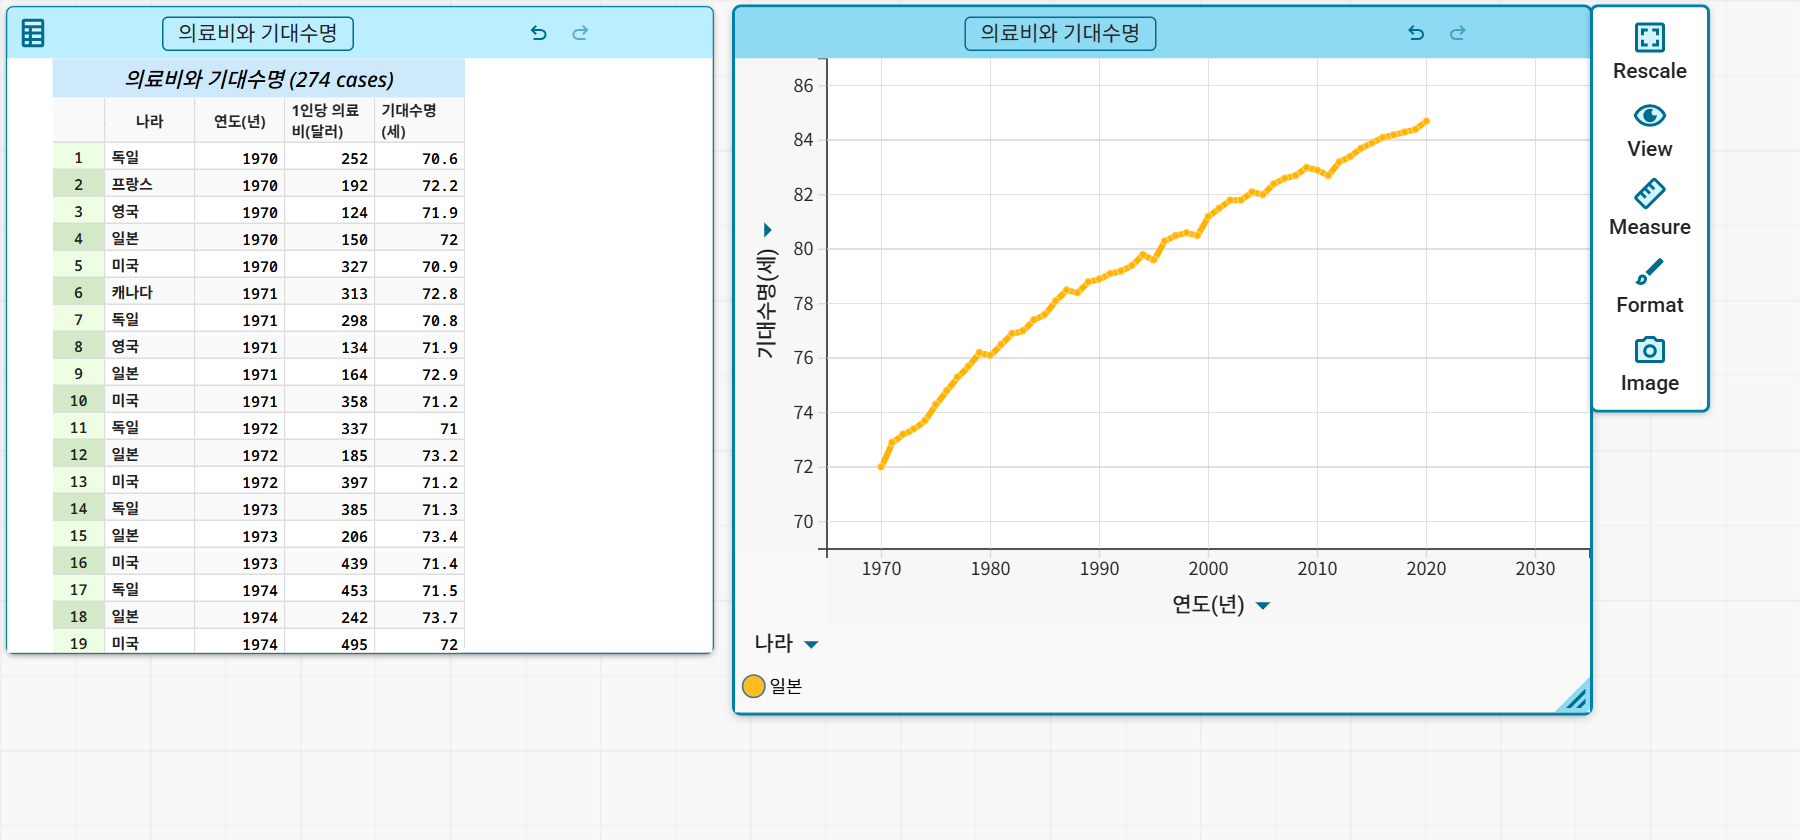 의료비와 기대수명
의료비와 기대수명 (274 cases)
나라 연도(년) 1인당 의료비(달러) 기대수명(세)
1 독일 1970 252 70.6
2 프랑스 1970 192 72.2
3 영국 1970 124 71.9
4 일본 1970 150 72
5 미국 1970 327 70.9
6 캐나다 1971 313 72.8
7 독일 1971 298 70.8
8 영국 1971 134 71.9
9 일본 1971 164 72.9
10 미국 1971 358 71.2
11 독일 1972 337 71
12 일본 1972 185 73.2
13 미국 1972 397 71.2
14 독일 1973 385 71.3
15 일본 1973 206 73.4
16 미국 1973 439 71.4
17 독일 1974 453 71.5
18 일본 1974 242 73.7
19 미국 1974 495 72
의료비와 기대수명
86
84
82
80
78
76
74
72
70
기대수명(세)
1970 1980 1990 2000 2010 2020 2030
연도(년)
나라
일본
Rescale
View
Measure
Format
Image